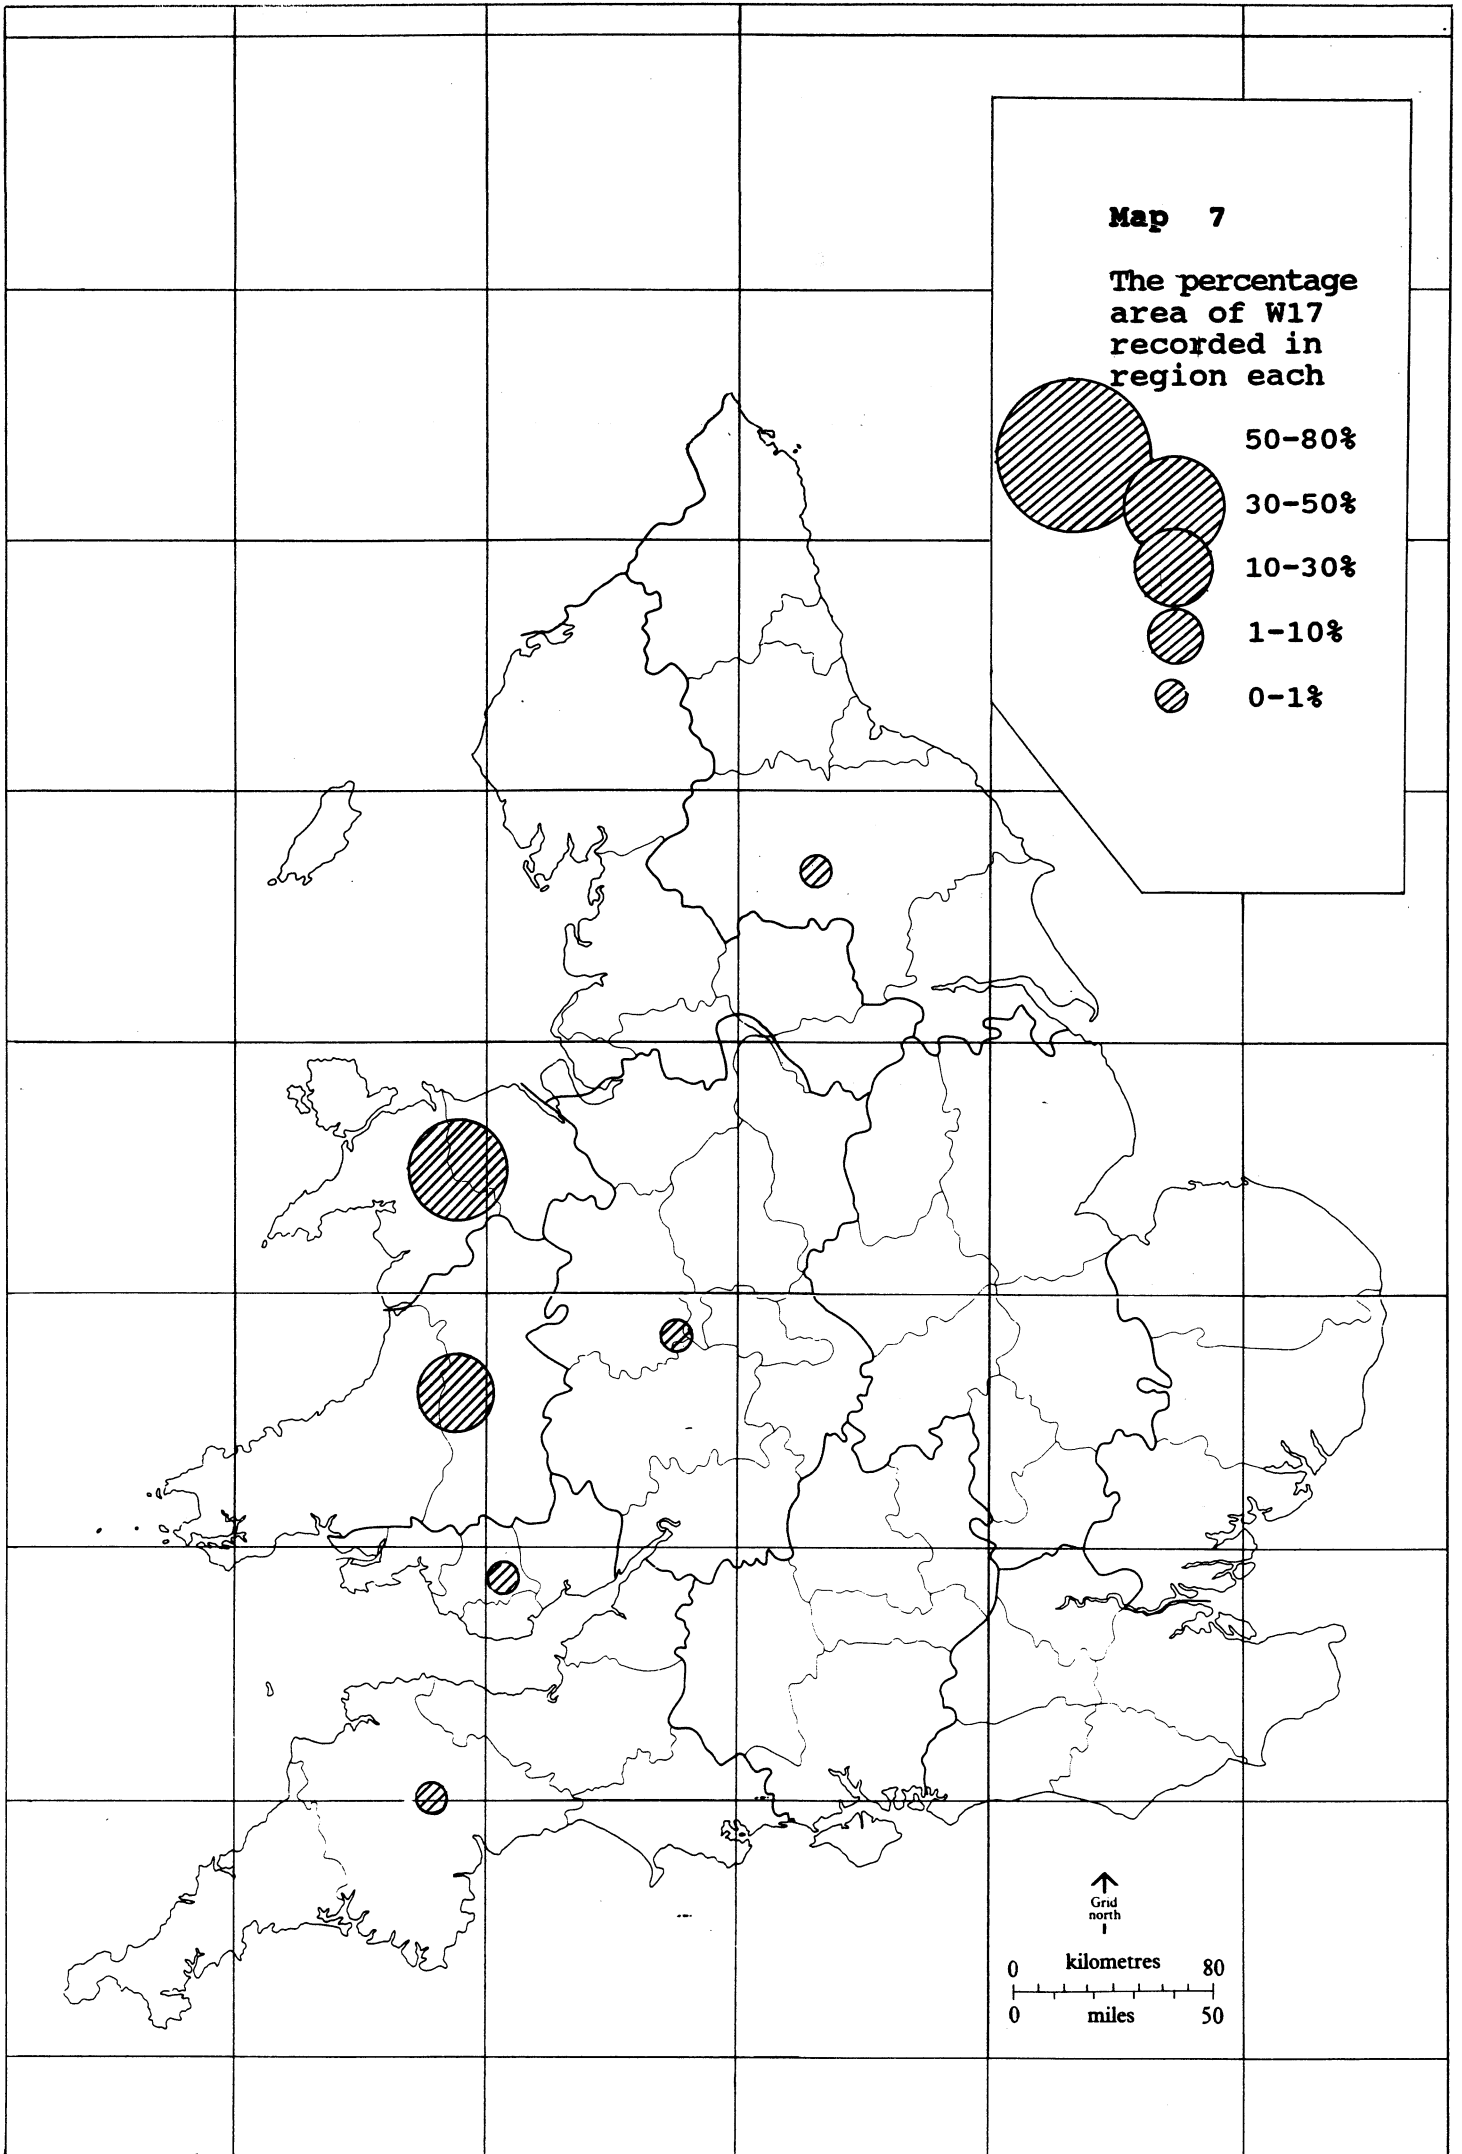 Map 7
The percentage
area of W17
recorded in
region each
50-80%
30-50%
10-30%
1-10%
0-1%
Grid
north
kilometres
0 80
0 50
miles